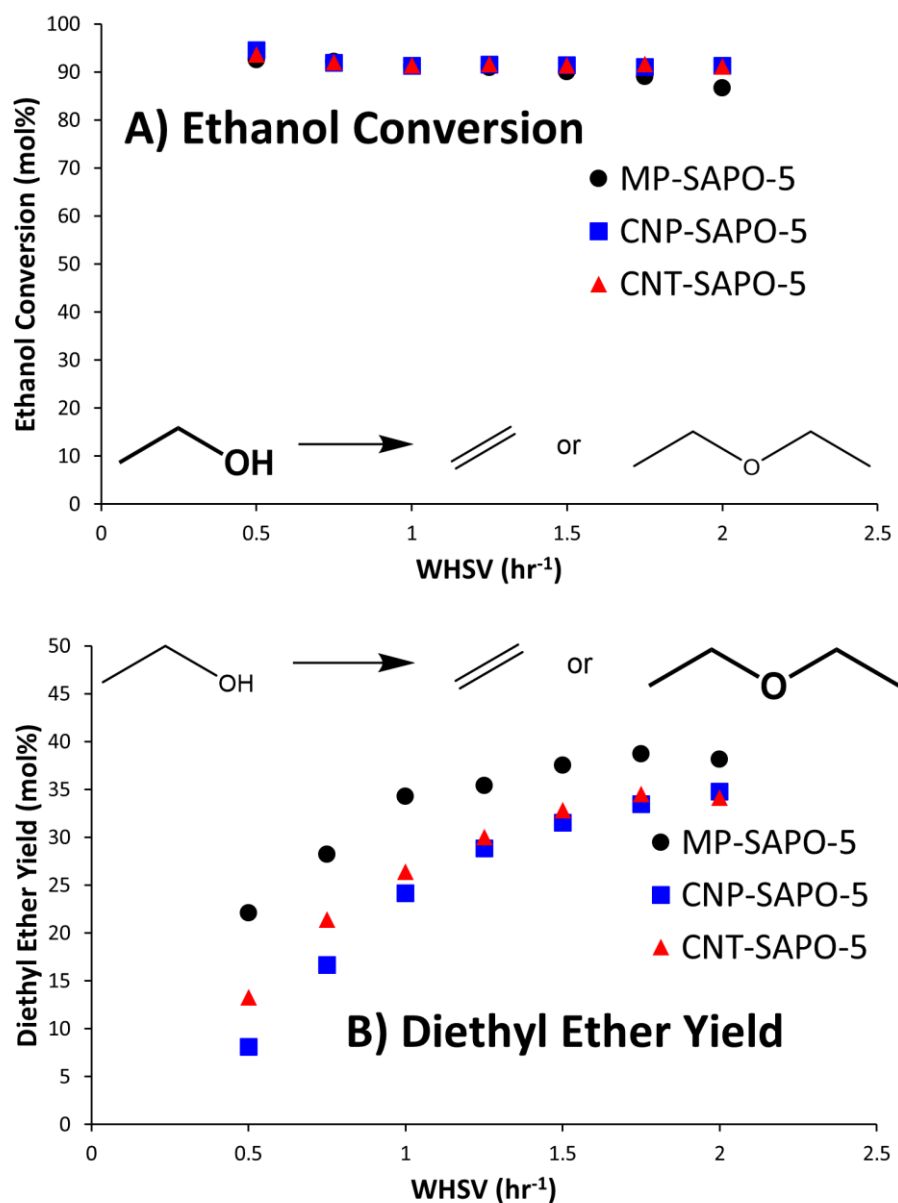 100
90
80
70
60
50
40
30
20
10
0
Ethanol Conversion (mol%)
A) Ethanol Conversion
MP-SAPO-5
CNP-SAPO-5
CNT-SAPO-5
OH
or
O
0 0.5 1 1.5 2 2.5
WHSV (hr⁻¹)
50
45
40
35
30
25
20
15
10
5
0
Diethyl Ether Yield (mol%)
OH
or
O
MP-SAPO-5
CNP-SAPO-5
CNT-SAPO-5
B) Diethyl Ether Yield
0 0.5 1 1.5 2 2.5
WHSV (hr⁻¹)